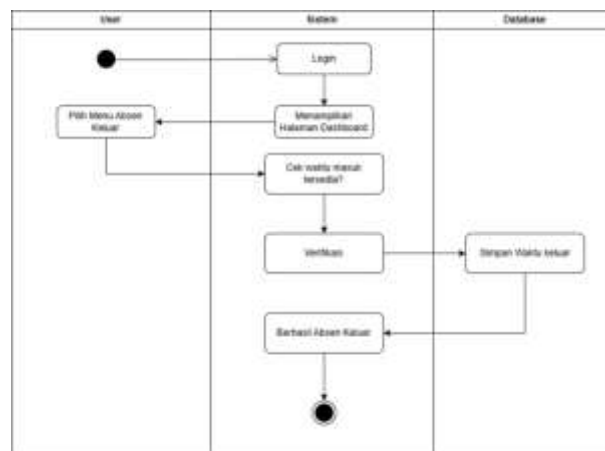 User
Sistem
Database
Login
Menampilkan
Halaman Dashboard
Pilih Menu Absen
Keluar
Cek waktu masuk
tersedia?
Verifikasi
Simpan Waktu keluar
Berhasil Absen Keluar